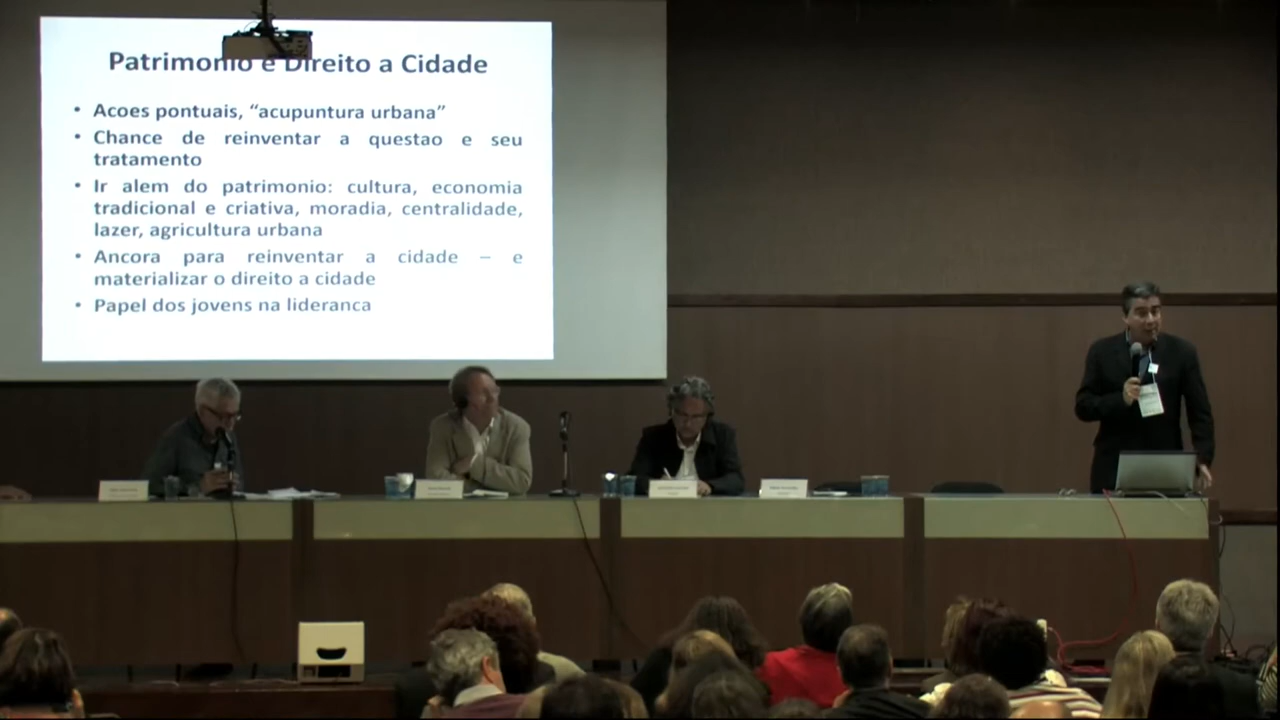 Patrimonio e Direito a Cidade
• Acoes pontuais, “acupuntura urbana”
• Chance de reinventar a questao e seu
tratamento
• Ir alem do patrimonio: cultura, economia
tradicional e criativa, moradia, centralidade,
lazer, agricultura urbana
• Ancora para reinventar a cidade – e
materializar o direito a cidade
• Papel dos jovens na lideranca